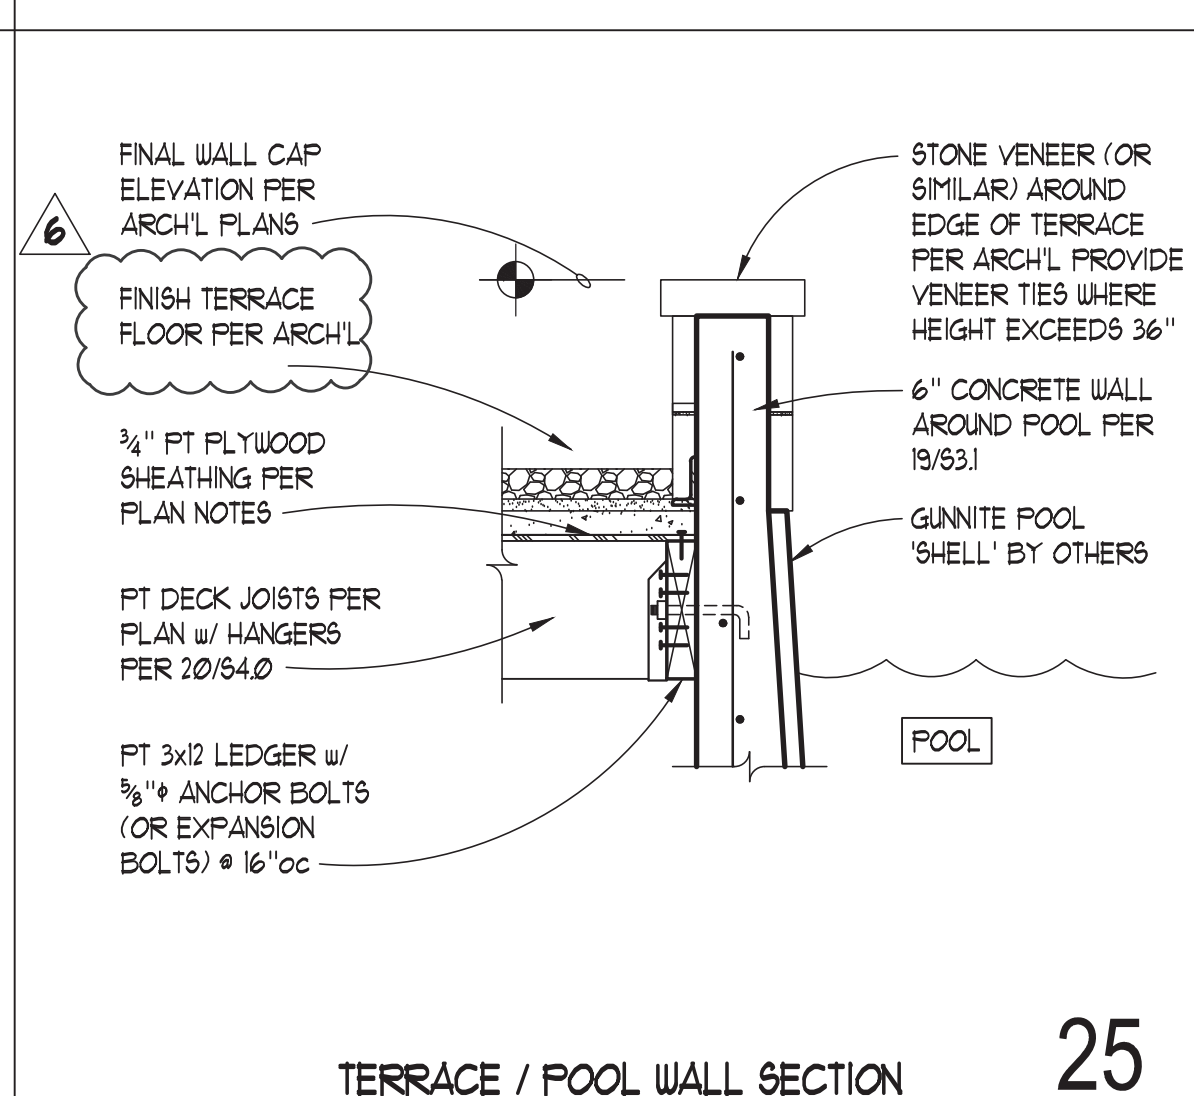 FINAL WALL CAP
ELEVATION PER
ARCH'L PLANS
6
FINISH TERRACE
FLOOR PER ARCH'L
3/4" PT PLYWOOD
SHEATHING PER
PLAN NOTES
PT DECK JOISTS PER
PLAN w/ HANGERS
PER 20/S4.0
PT 3x12 LEDGER w/
5/8"ϕ ANCHOR BOLTS
(OR EXPANSION
BOLTS) @ 16"oc
STONE VENEER (OR
SIMILAR) AROUND
EDGE OF TERRACE
PER ARCH'L PROVIDE
VENEER TIES WHERE
HEIGHT EXCEEDS 36"
6" CONCRETE WALL
AROUND POOL PER
19/S3.1
GUNNITE POOL
'SHELL' BY OTHERS
POOL
TERRACE / POOL WALL SECTION
25